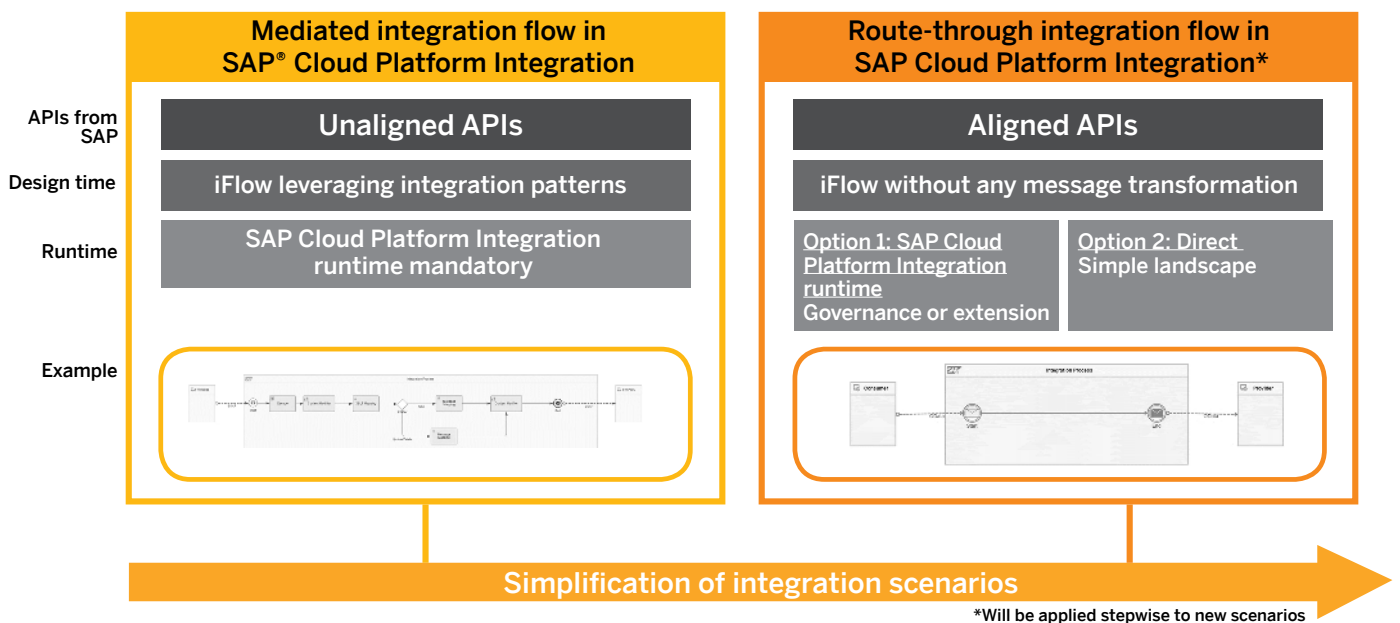 Mediated integration flow in
SAP® Cloud Platform Integration
Route-through integration flow in
SAP Cloud Platform Integration*
APIs from
SAP
Unaligned APIs
Aligned APIs
Design time
iFlow leveraging integration patterns
iFlow without any message transformation
Runtime
SAP Cloud Platform Integration
runtime mandatory
Option 1: SAP Cloud
Platform Integration
runtime
Governance or extension
Option 2: Direct
Simple landscape
Example
Integration Process
Consumer
Provider
Simplification of integration scenarios
*Will be applied stepwise to new scenarios